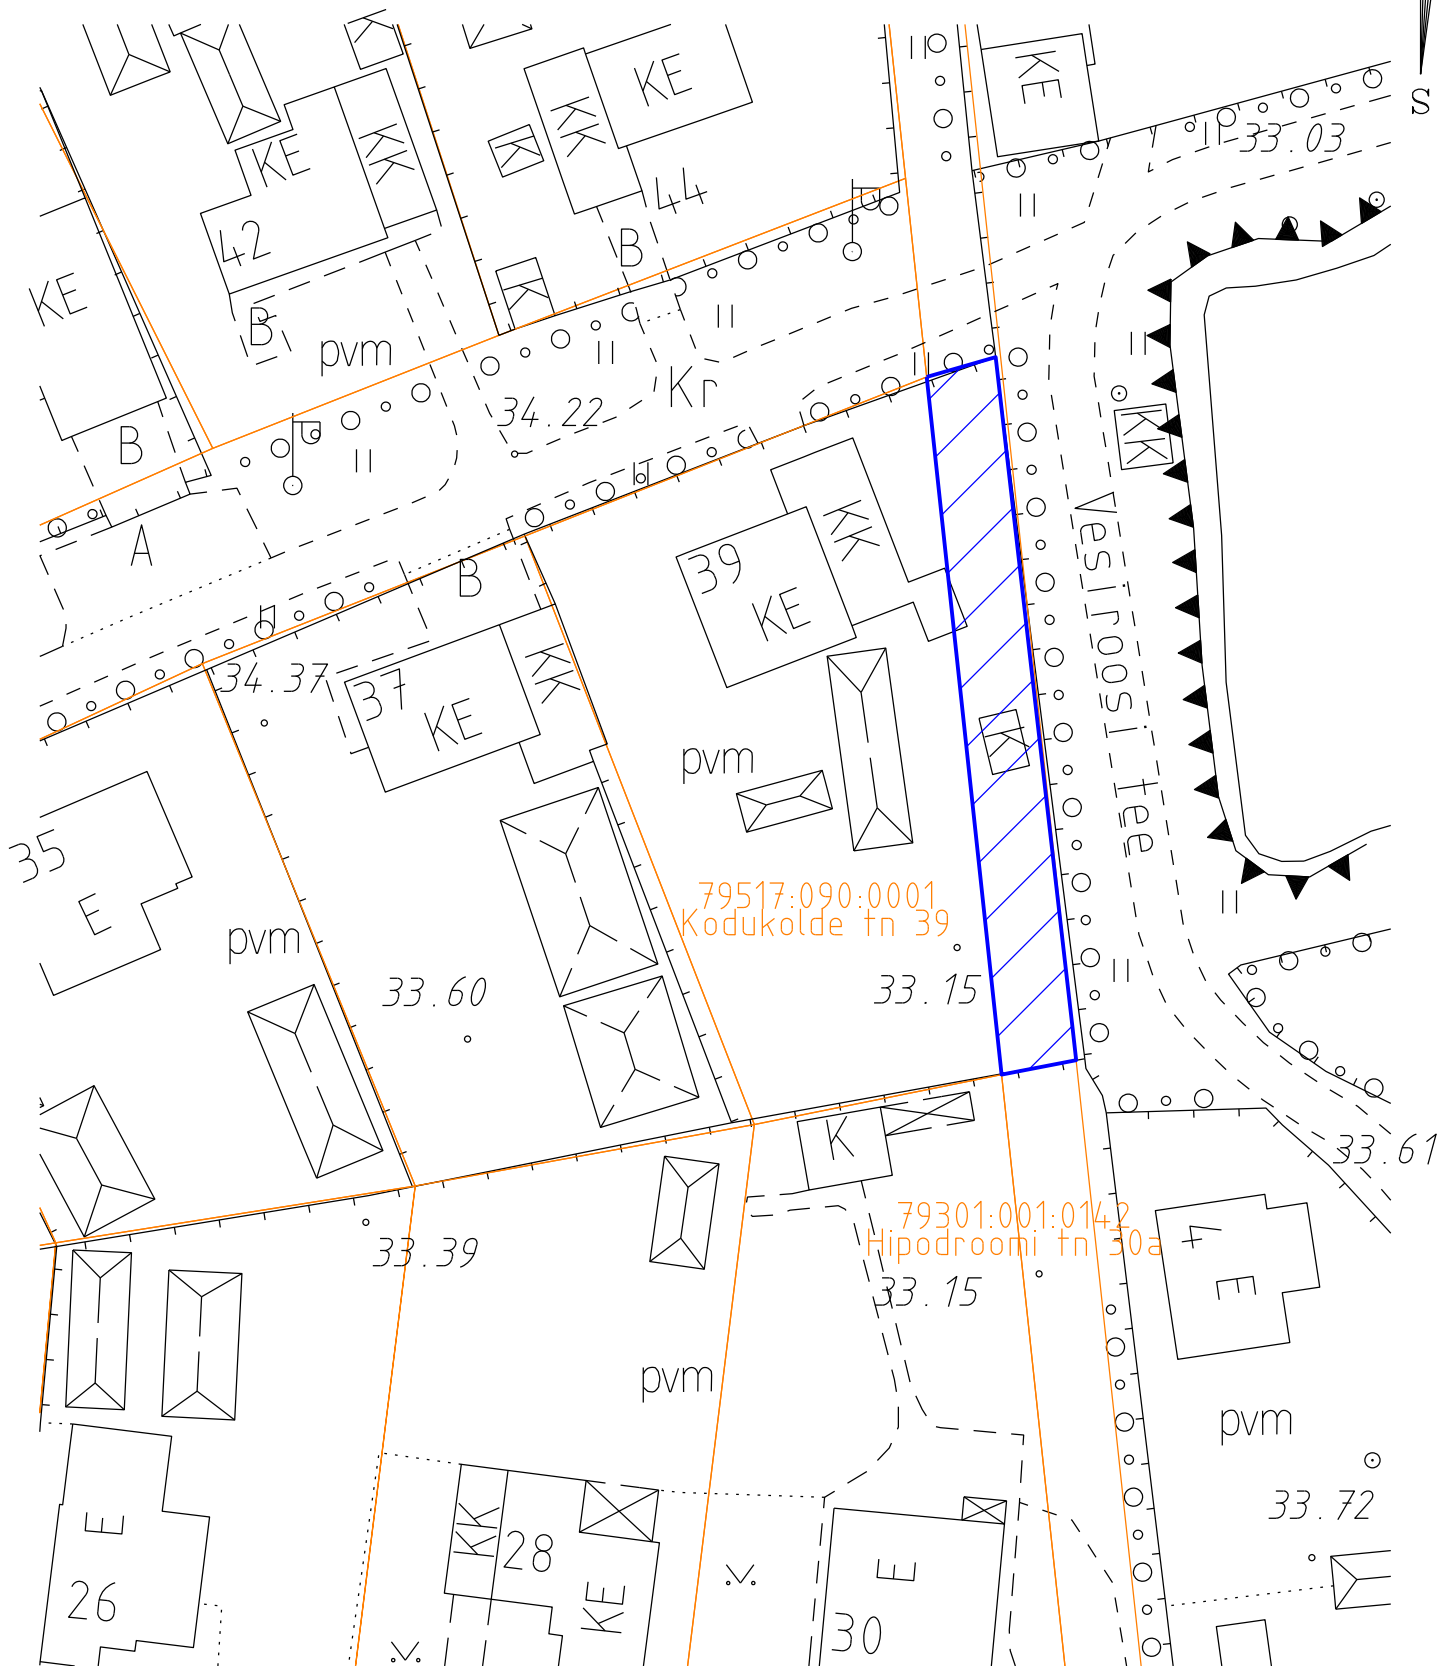 K
KE
KE
S
KK
K
KE
KK
33.03
44
42
B
KE
K
B
pvm
Kr
34.22
B
KK
A
B
39
KK
KE
34.37
37
KK
KE
Vesiroosi tee
pvm
K
35
E
pvm
79517:090:0001
Kodukolde tn 39
33.60
33.15
K
33.61
79301:001:0142
Hipodroomi tn 30a
4
33.39
33.15
E
pvm
pvm
33.72
E
KK
28
E
26
KE
30